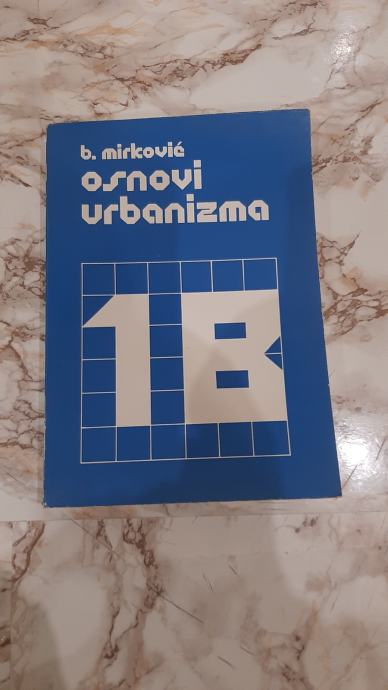 b. mirković
osnovi
urbanizma
1B